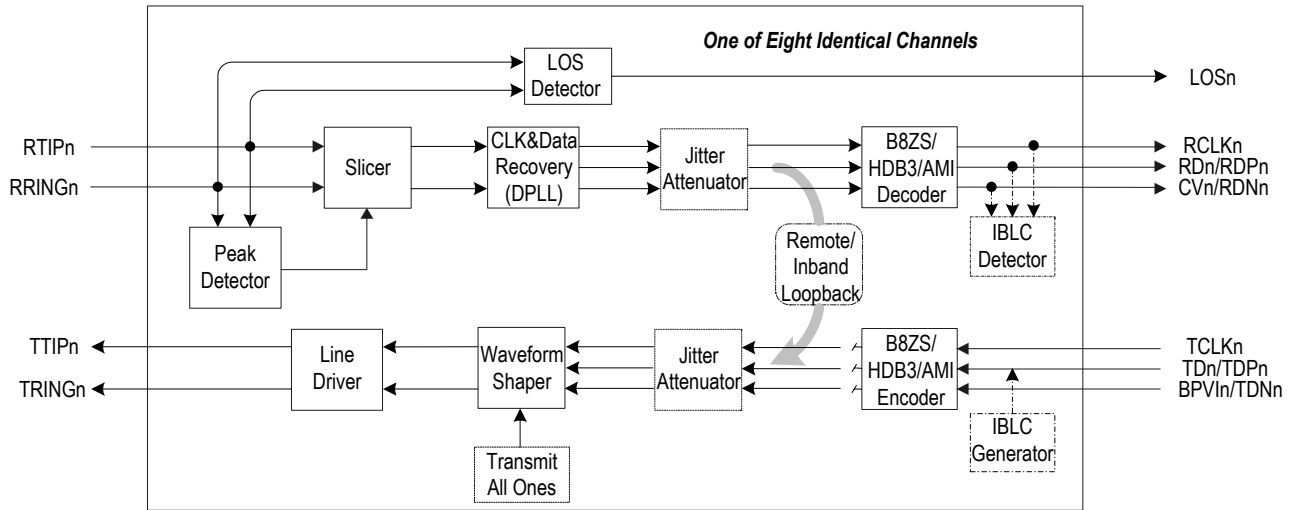 One of Eight Identical Channels
LOS
Detector
LOSn
RTIPn
RRINGn
Slicer
CLK&Data
Recovery
(DPLL)
Jitter
Attenuator
B8ZS/
HDB3/AMI
Decoder
RCLKn
RDn/RDPn
CVn/RDNn
Peak
Detector
Remote/
Inband
Loopback
IBLC
Detector
TTIPn
TRINGn
Line
Driver
Waveform
Shaper
Jitter
Attenuator
B8ZS/
HDB3/AMI
Encoder
TCLKn
TDn/TDPn
BPVIn/TDNn
Transmit
All Ones
IBLC
Generator